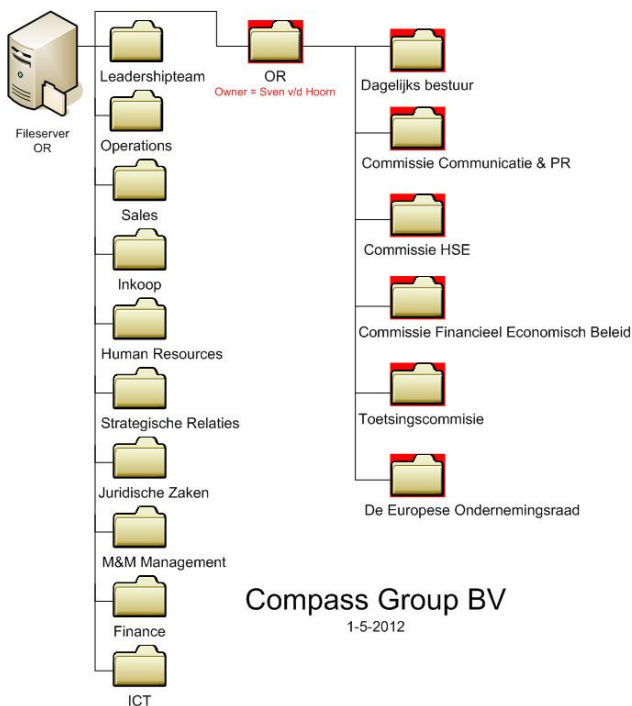 Fileserver
OR
Leadershipteam
Operations
Sales
Inkoop
Human Resources
Strategische Relaties
Juridische Zaken
M&M Management
Finance
ICT
OR
Owner = Sven v/d Hoorn
Dagelijks bestuur
Commissie Communicatie & PR
Commissie HSE
Commissie Financieel Economisch Beleid
Toetsingscommisie
De Europese Ondernemingsraad
Compass Group BV
1-5-2012